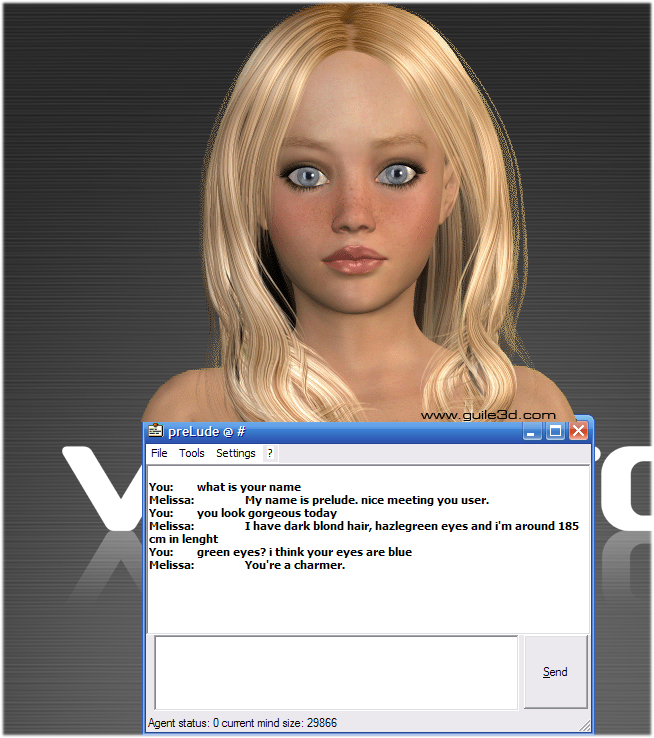 www.guile3d.com
preLude @ #
File Tools Settings ?
You: what is your name
Melissa: My name is prelude. nice meeting you user.
You: you look gorgeous today
Melissa: I have dark blond hair, hazlegreen eyes and i'm around 185
cm in lenght
You: green eyes? i think your eyes are blue
Melissa: You're a charmer.
Send
Agent status: 0 current mind size: 29866